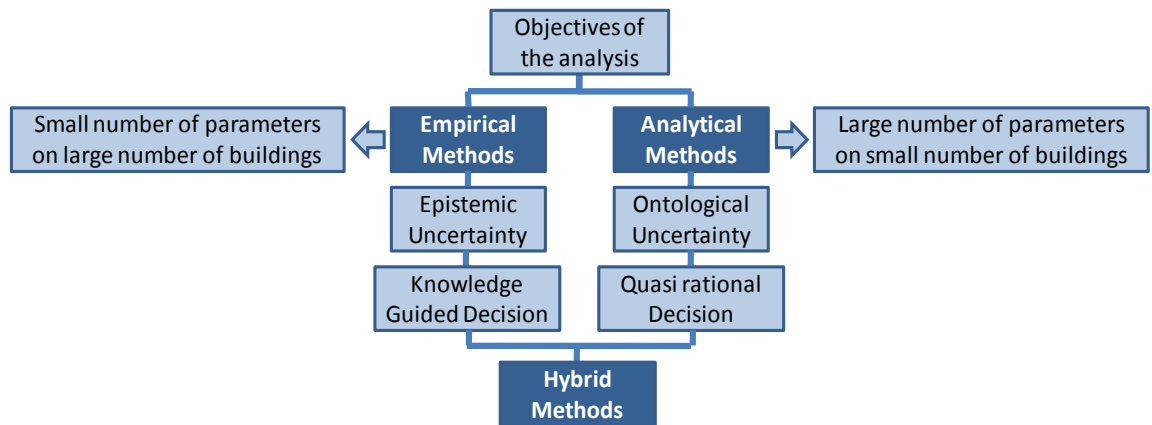 Objectives of
the analysis
Small number of parameters
on large number of buildings
Empirical
Methods
Analytical
Methods
Large number of parameters
on small number of buildings
Epistemic
Uncertainty
Ontological
Uncertainty
Knowledge
Guided Decision
Quasi rational
Decision
Hybrid
Methods